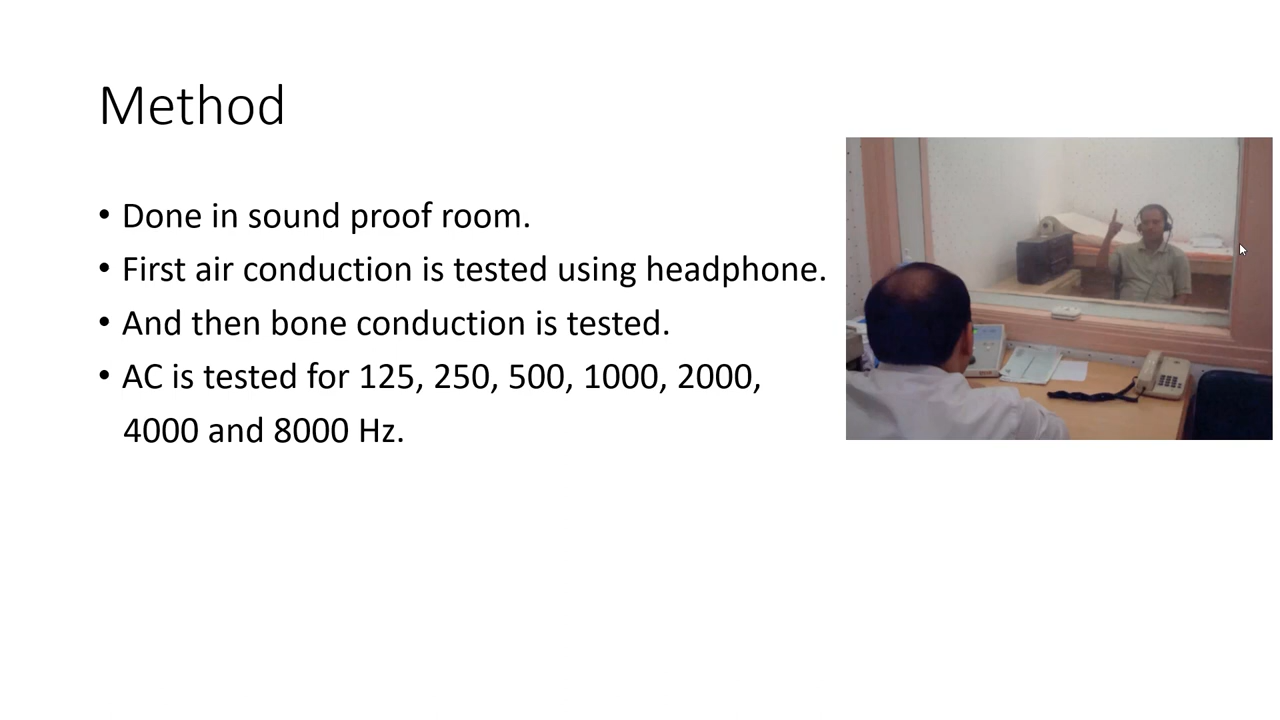 Method
• Done in sound proof room.
• First air conduction is tested using headphone.
• And then bone conduction is tested.
• AC is tested for 125, 250, 500, 1000, 2000,
4000 and 8000 Hz.